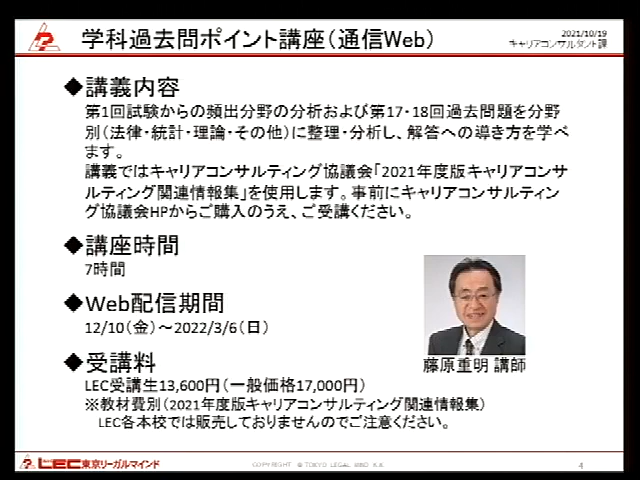 学科過去問ポイント講座（通信Web）
2021/10/19
キャリアコンサルタント課
◆講義内容
第1回試験からの頻出分野の分析および第17・18回過去問題を分野
別（法律・統計・理論・その他）に整理・分析し、解答への導き方を学べ
ます。
講義ではキャリアコンサルティング協議会「2021年度版キャリアコンサ
ルティング関連情報集」を使用します。事前にキャリアコンサルティン
グ協議会HPからご購入のうえ、ご受講ください。
◆講座時間
7時間
◆Web配信期間
12/10（金）～2022/3/6（日）
藤原重明 講師
◆受講料
LEC受講生13,600円（一般価格17,000円）
※教材費別（2021年度版キャリアコンサルティング関連情報集）
LEC各本校では販売しておりませんのでご注意ください。
LEC東京リーガルマインド
COPYRIGHT © TOKYO LEGAL MIND K.K
4